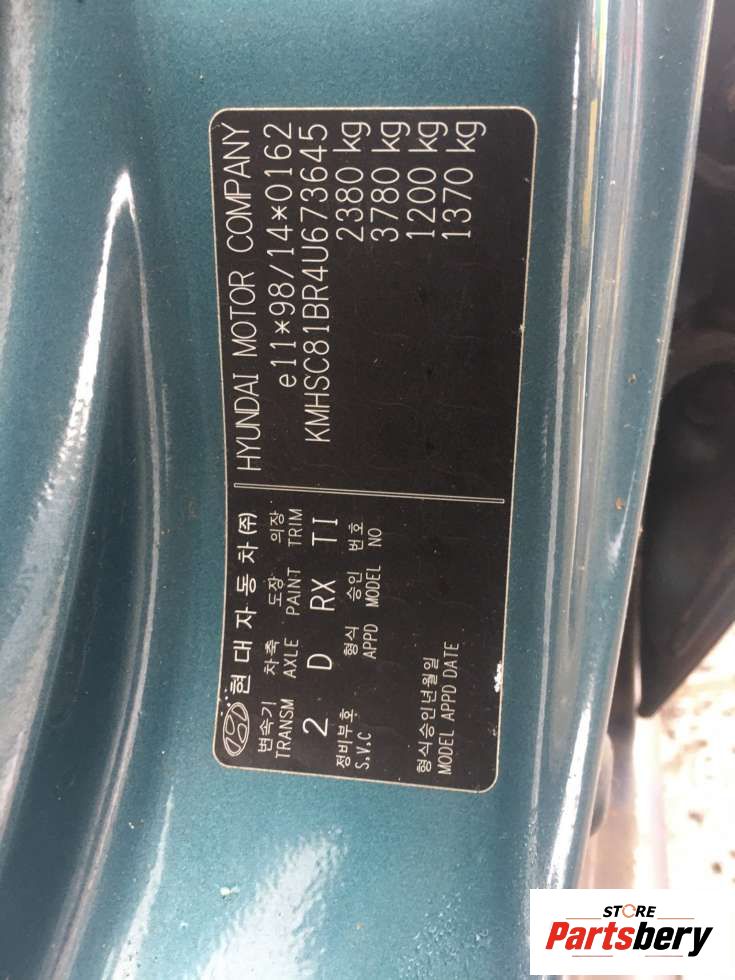 현대자동차(주) HYUNDAI MOTOR COMPANY
변속기 차축 도장 의장
TRANSM AXLE PAINT TRIM
e11*98/14*0162
2 D RX TI
KMHSC81BR4U673645
정비부호 형식 승인 번호
S.V.C APPD MODEL NO
2380 kg
3780 kg
1200 kg
1370 kg
형식승인년월일
MODEL APPD DATE
STORE
Partsbery